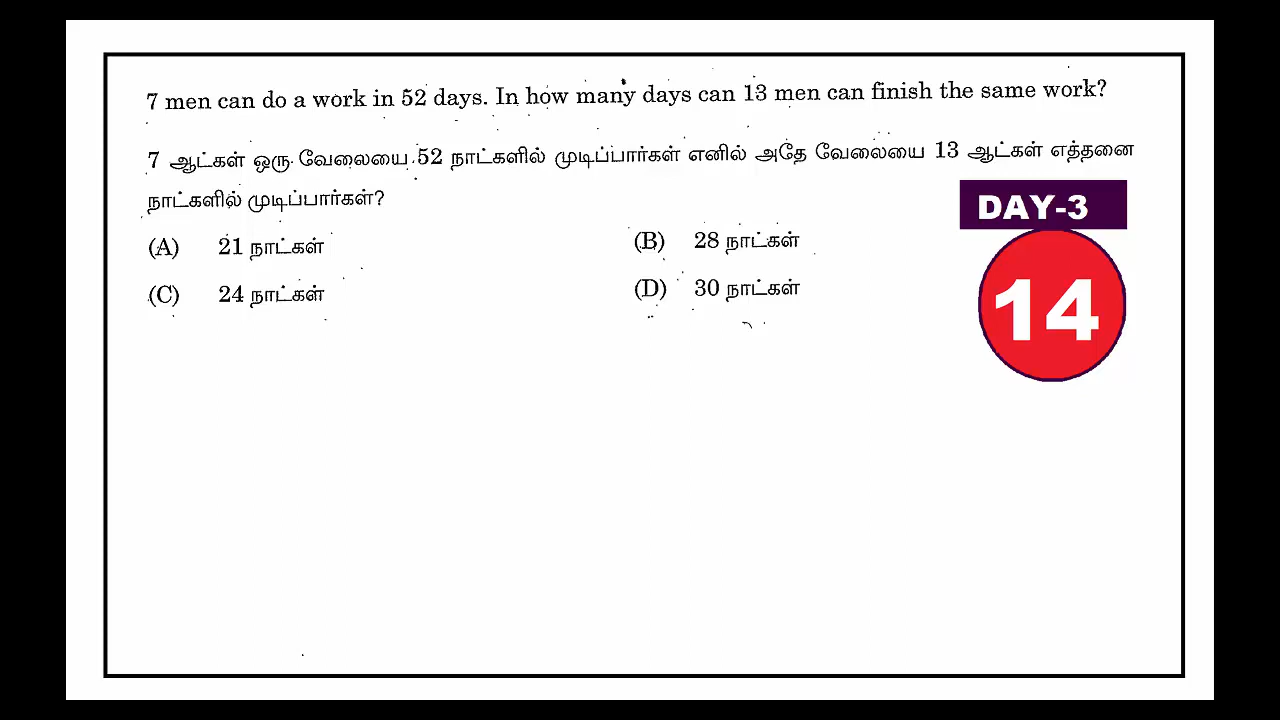 7 men can do a work in 52 days. In how many days can 13 men can finish the same work?
7 ஆட்கள் ஒரு வேலையை 52 நாட்களில் முடிப்பார்கள் எனில் அதே வேலையை 13 ஆட்கள் எத்தனை
நாட்களில் முடிப்பார்கள்?
DAY-3
(A) 21 நாட்கள் (B) 28 நாட்கள்
(C) 24 நாட்கள் (D) 30 நாட்கள்
14